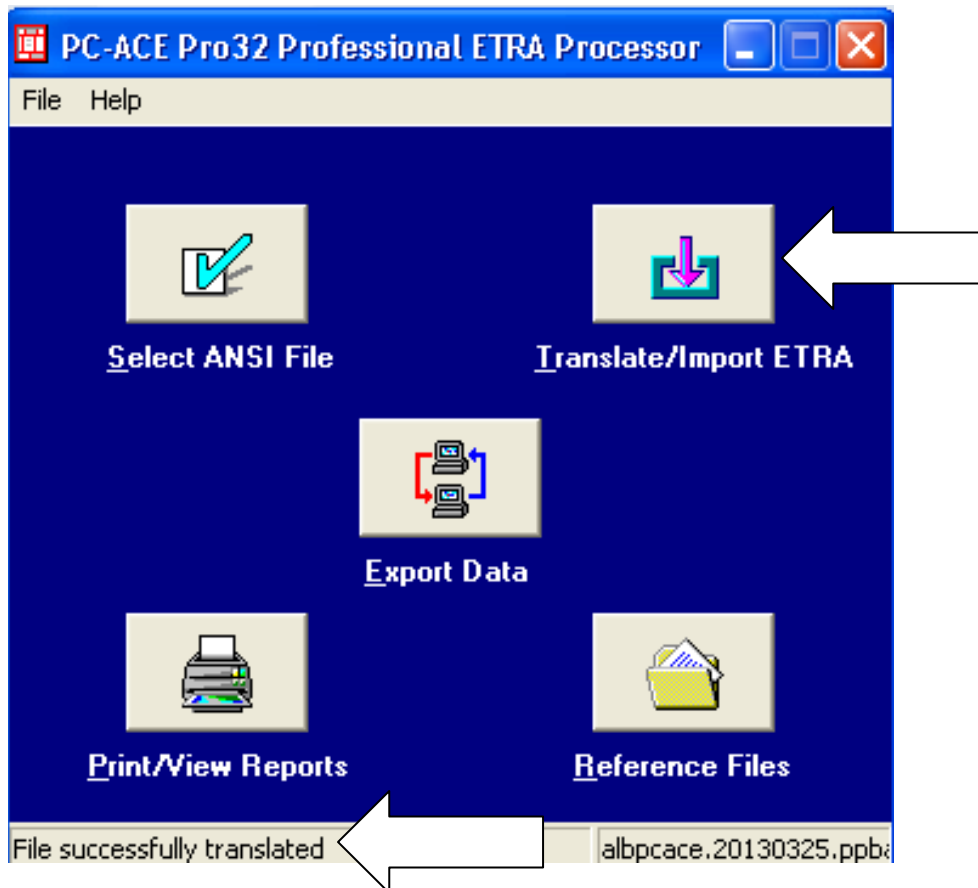 PC-ACE Pro32 Professional ETRA Processor
File Help
Select ANSI File
Translate/Import ETRA
Export Data
Print/View Reports
Reference Files
File successfully translated
albpcace.20130325.ppba